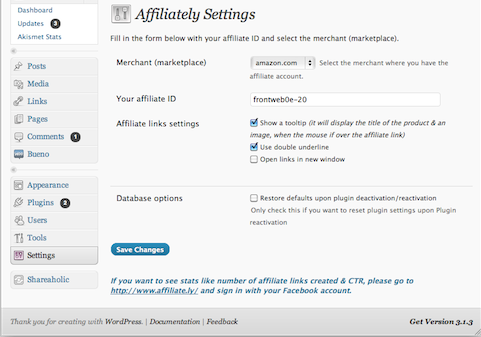 Dashboard
Updates 3
Akismet Stats
Posts
Media
Links
Pages
Comments 1
Bueno
Appearance
Plugins 2
Users
Tools
Settings
Shareaholic
Affiliately Settings
Fill in the form below with your affiliate ID and select the merchant (marketplace).
Merchant (marketplace)
amazon.com
Select the merchant where you have the
affiliate account.
Your affiliate ID
frontweb0e-20
Affiliate links settings
Show a tooltip (it will display the title of the product & an
image, when the mouse if over the affiliate link)
Use double underline
Open links in new window
Database options
Restore defaults upon plugin deactivation/reactivation
Only check this if you want to reset plugin settings upon Plugin
reactivation
Save Changes
If you want to see stats like number of affiliate links created & CTR, please go to
http://www.affiliate.ly/ and sign in with your Facebook account.
Thank you for creating with WordPress. | Documentation | Feedback
Get Version 3.1.3